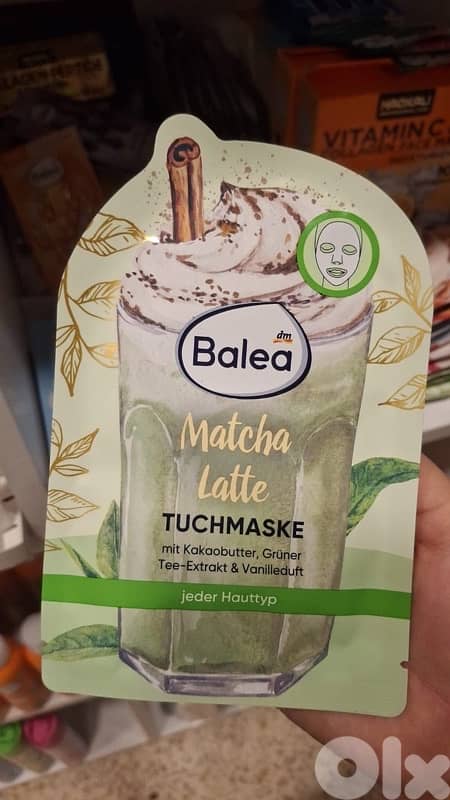 VITAMIN C
dm
Balea
Matcha
Latte
TUCHMASKE
mit Kakaobutter, Grüner
Tee-Extrakt & Vanilleduft
jeder Hauttyp
OLX